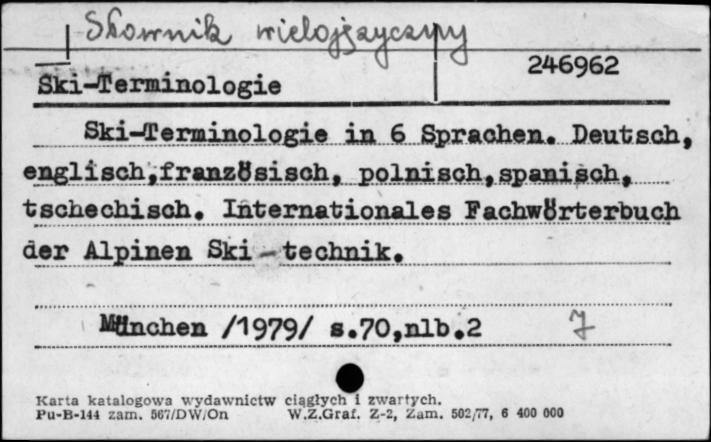 Słownik wielojęzyczny
246962
Ski-Terminologie
Ski-Terminologie in 6 Sprachen. Deutsch,
englisch,französisch, polnisch,spanisch,
tschechisch. Internationales Fachwörterbuch
der Alpinen Ski-technik.
München /1979/ s.70,nlb.2 J
Karta katalogowa wydawnictw ciągłych i zwartych.
Pu-B-144 zam. 567/DW/On W.Z.Graf. Z-2, Zam. 502/77, 6 400 000